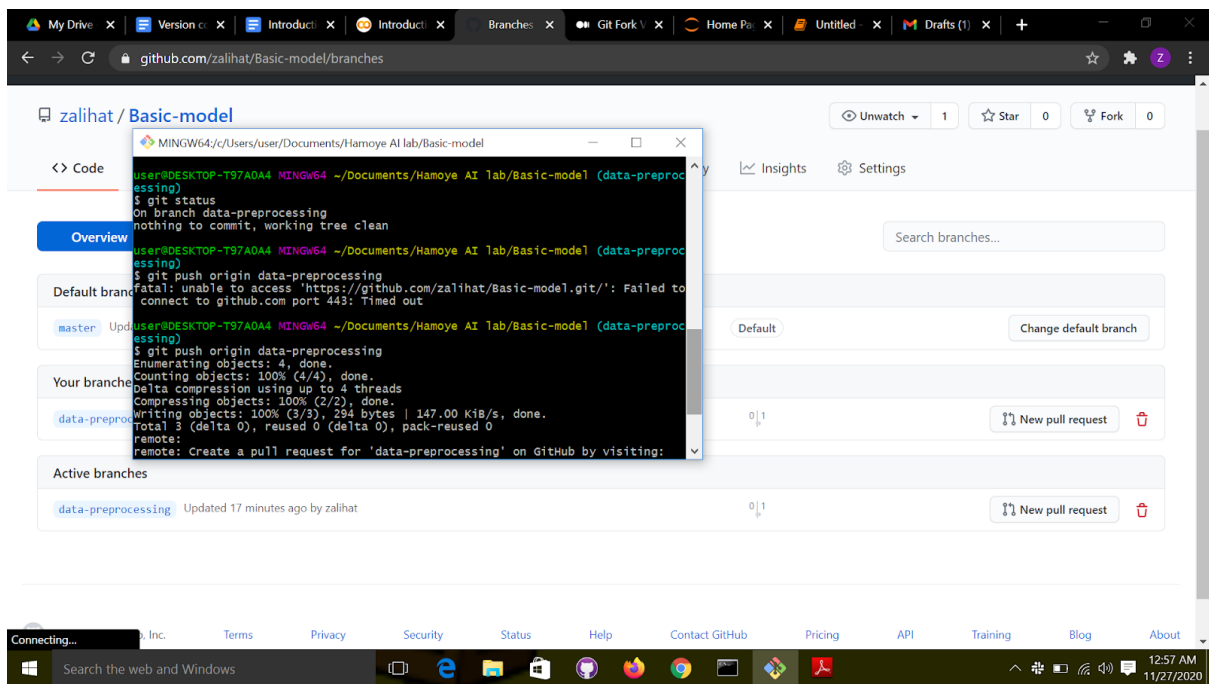 My Drive
Version cc
Introducti
Introducti
Branches
Git Fork V
Home Pag
Untitled -
Drafts (1)
github.com/zalihat/Basic-model/branches
Z
zalihat / Basic-model
Unwatch 1
Star 0
Fork 0
MINGW64:/c/Users/user/Documents/Hamoye AI lab/Basic-model
<> Code
y
Insights
Settings
user@DESKTOP-T97A0A4 MINGW64 ~/Documents/Hamoye AI lab/Basic-model (data-preproc
essing)
$ git status
On branch data-preprocessing
nothing to commit, working tree clean
user@DESKTOP-T97A0A4 MINGW64 ~/Documents/Hamoye AI lab/Basic-model (data-preproc
essing)
$ git push origin data-preprocessing
fatal: unable to access 'https://github.com/zalihat/Basic-model.git/': Failed to
connect to github.com port 443: Timed out
user@DESKTOP-T97A0A4 MINGW64 ~/Documents/Hamoye AI lab/Basic-model (data-preproc
essing)
$ git push origin data-preprocessing
Enumerating objects: 4, done.
Counting objects: 100% (4/4), done.
Delta compression using up to 4 threads
Compressing objects: 100% (2/2), done.
Writing objects: 100% (3/3), 294 bytes | 147.00 KiB/s, done.
Total 3 (delta 0), reused 0 (delta 0), pack-reused 0
remote:
remote: Create a pull request for 'data-preprocessing' on GitHub by visiting:
Overview
Search branches...
Default branc
master Upda
Default
Change default branch
Your branche
data-preproc
0|1
New pull request
Active branches
data-preprocessing Updated 17 minutes ago by zalihat
0|1
New pull request
Connecting...
, Inc.
Terms
Privacy
Security
Status
Help
Contact GitHub
Pricing
API
Training
Blog
About
Search the web and Windows
12:57 AM
11/27/2020